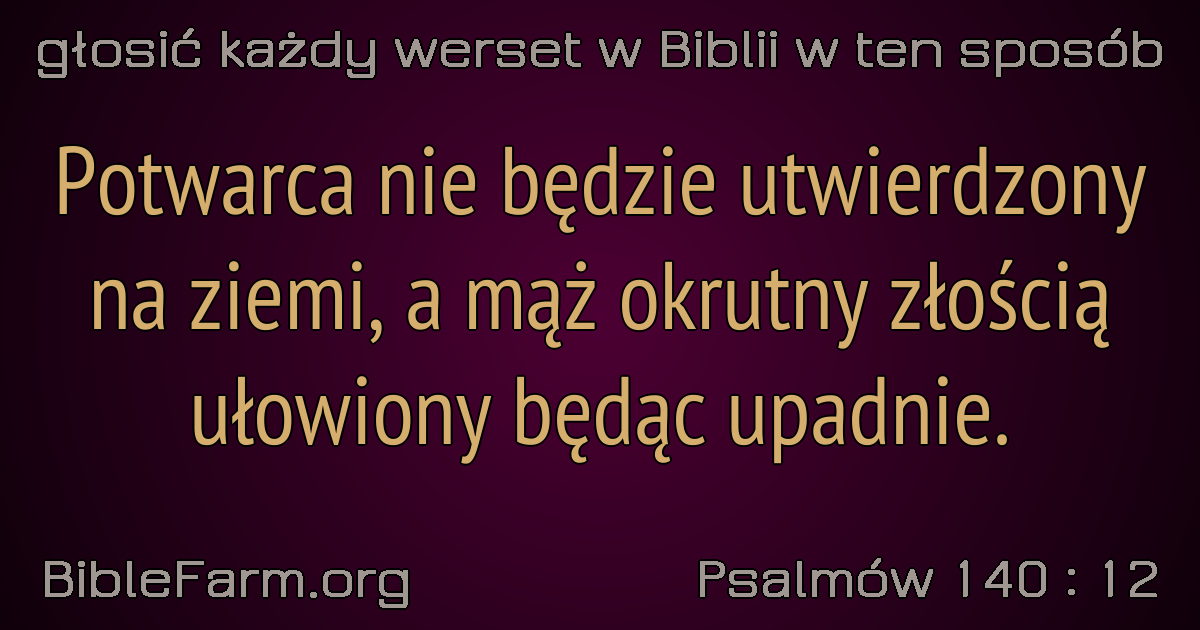 głosić każdy werset w Biblii w ten sposób
Potwarca nie będzie utwierdzony
na ziemi, a mąż okrutny złością
ułowiony będąc upadnie.
BibleFarm.org
Psalmów 140 : 12